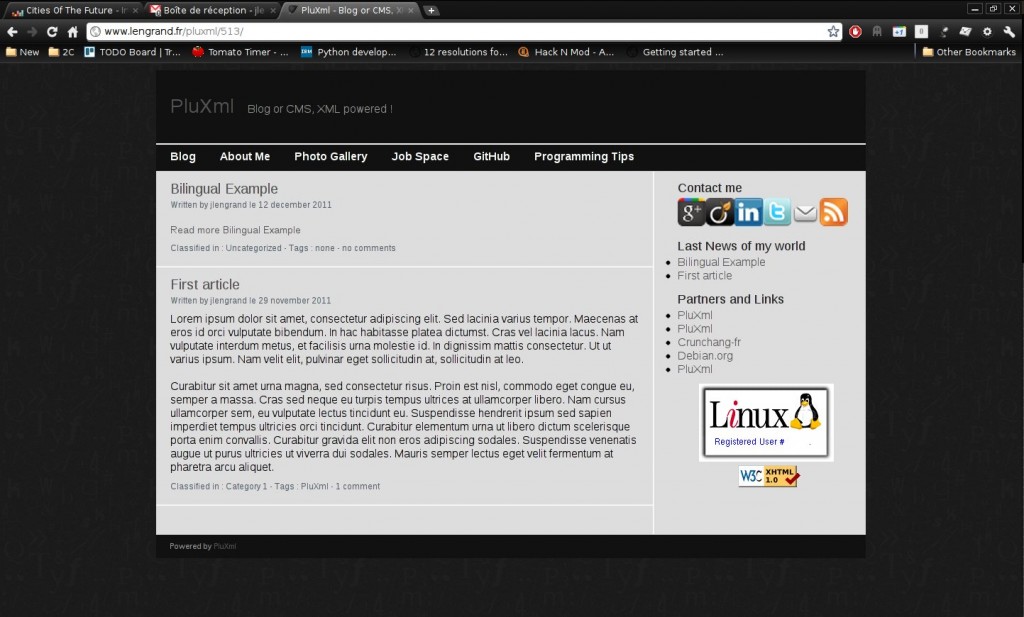 Cities Of The Future - In
Boîte de réception - jle
PluXml - Blog or CMS, X
www.lengrand.fr/pluxml/513/
New
2C
TODO Board | Tr...
Tomato Timer - ...
Python develop...
12 resolutions fo...
Hack N Mod - A...
Getting started ...
Other Bookmarks
PluXml Blog or CMS, XML powered !
Blog About Me Photo Gallery Job Space GitHub Programming Tips
Bilingual Example
Written by jlengrand le 12 december 2011
Read more Bilingual Example
Classified in : Uncategorized - Tags : none - no comments
First article
Written by jlengrand le 29 november 2011
Lorem ipsum dolor sit amet, consectetur adipiscing elit. Sed lacinia varius tempor. Maecenas at
eros id orci vulputate bibendum. In hac habitasse platea dictumst. Cras vel lacinia lacus. Nam
vulputate interdum metus, et facilisis urna molestie id. In dignissim mattis consectetur. Ut ut
varius ipsum. Nam velit elit, pulvinar eget sollicitudin at, sollicitudin at leo.
Curabitur sit amet urna magna, sed consectetur risus. Proin est nisl, commodo eget congue eu,
semper a massa. Cras sed neque eu turpis tempus ultrices at ullamcorper libero. Nam cursus
ullamcorper sem, eu vulputate lectus tincidunt eu. Suspendisse hendrerit ipsum sed sapien
imperdiet tempus ultricies orci tincidunt. Curabitur elementum urna ut libero dictum scelerisque
porta enim convallis. Curabitur gravida elit non eros adipiscing sodales. Suspendisse venenatis
augue ut purus ultricies ut viverra dui sodales. Mauris semper lectus eget velit fermentum at
pharetra arcu aliquet.
Classified in : Category 1 - Tags : PluXml - 1 comment
Contact me
g+
in
t
Last News of my world
Bilingual Example
First article
Partners and Links
PluXml
PluXml
Crunchang-fr
Debian.org
PluXml
Linux
Registered User #
W3C XHTML
1.0
Powered by PluXml